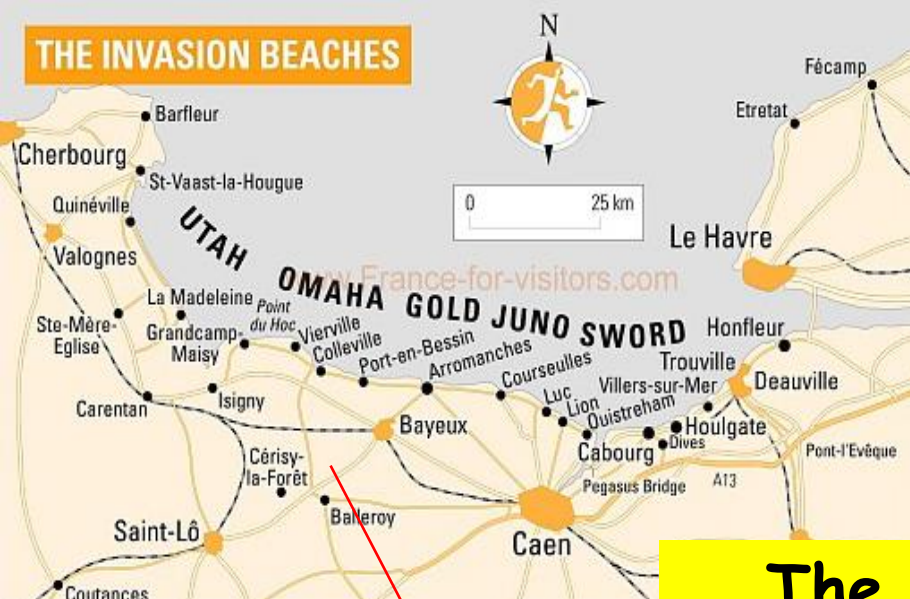 THE INVASION BEACHES
N
Fécamp
Etretat
Barfleur
Cherbourg
St-Vaast-la-Hougue
0 25 km
Quinéville
UTAH
Le Havre
Valognes
www.France-for-visitors.com
OMAHA
GOLD
JUNO
SWORD
La Madeleine
Point
du Hoc
Ste-Mère-
Eglise
Grandcamp-
Maisy
Vierville
Colleville
Port-en-Bessin
Arromanches
Honfleur
Trouville
Deauville
Courseulles
Villers-sur-Mer
Luc
Lion
Ouistreham
Carentan
Isigny
Bayeux
Houlgate
Dives
Cabourg
Pont-l'Evêque
Cérisy-
la-Forêt
Pegasus Bridge
A13
Balleroy
Saint-Lô
Caen
Coutances
The